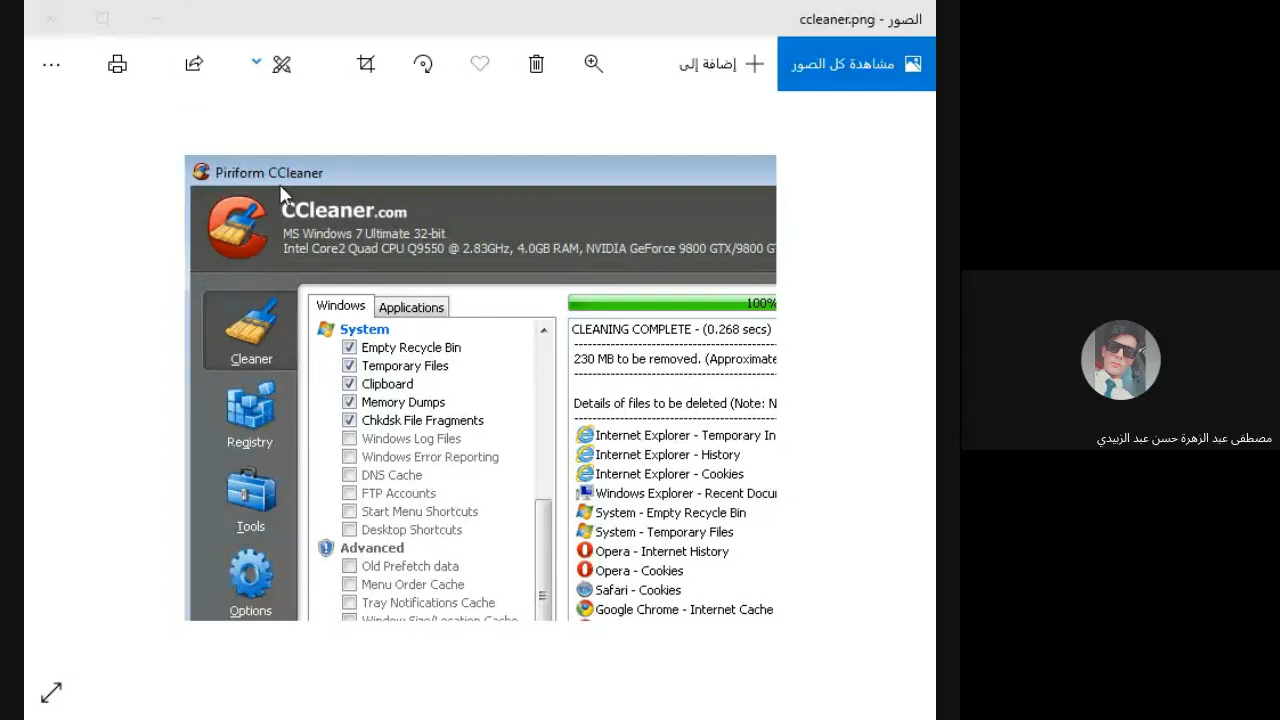 الصور - ccleaner.png
مشاهدة كل الصور
إضافة إلى
Piriform CCleaner
CCleaner.com
MS Windows 7 Ultimate 32-bit
Intel Core2 Quad CPU Q9550 @ 2.83GHz, 4.0GB RAM, NVIDIA GeForce 9800 GTX/9800 G
Cleaner
Registry
Tools
Options
Windows
Applications
System
Empty Recycle Bin
Temporary Files
Clipboard
Memory Dumps
Chkdsk File Fragments
Windows Log Files
Windows Error Reporting
DNS Cache
FTP Accounts
Start Menu Shortcuts
Desktop Shortcuts
Advanced
Old Prefetch data
Menu Order Cache
Tray Notifications Cache
Window Size/Location Cache
100%
CLEANING COMPLETE - (0.268 secs)
230 MB to be removed. (Approximate
Details of files to be deleted (Note: N
Internet Explorer - Temporary In
Internet Explorer - History
Internet Explorer - Cookies
Windows Explorer - Recent Docu
System - Empty Recycle Bin
System - Temporary Files
Opera - Internet History
Opera - Cookies
Safari - Cookies
Google Chrome - Internet Cache
مصطفى عبد الزهرة حسن عبد الزبيدي